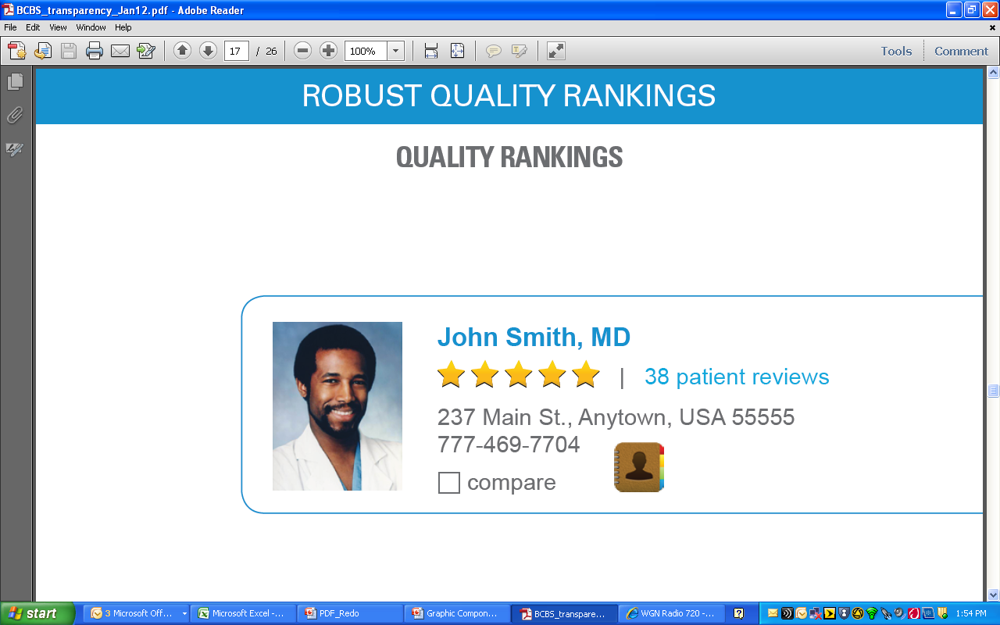 BCBS_transparency_Jan12.pdf - Adobe Reader
File Edit View Window Help
17 / 26 100% Tools Comment
ROBUST QUALITY RANKINGS
QUALITY RANKINGS
John Smith, MD
| 38 patient reviews
237 Main St., Anytown, USA 55555
777-469-7704
compare
start 3 Microsoft Off... Microsoft Excel -... PDF_Redo Graphic Compon... BCBS_transpare... WGN Radio 720 -... 1:54 PM